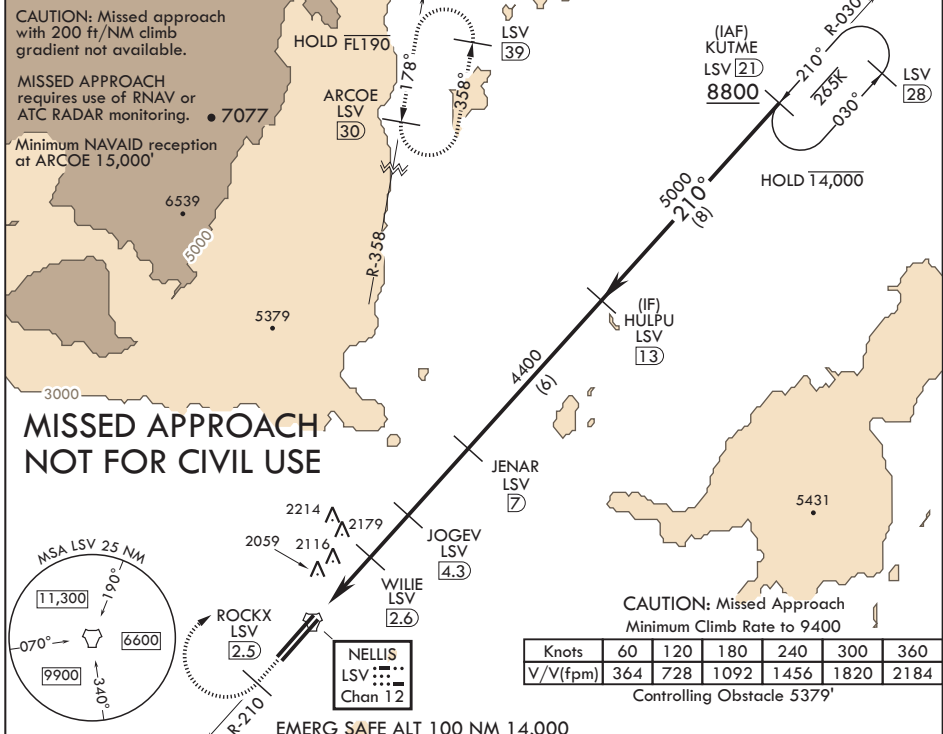 CAUTION: Missed approach
with 200 ft/NM climb
gradient not available.
MISSED APPROACH
requires use of RNAV or
ATC RADAR monitoring.
7077
Minimum NAVAID reception
at ARCOE 15,000'
HOLD FL190
LSV
39
178°
358°
ARCOE
LSV
30
(IAF)
KUTME
LSV 21
8800
R-030
210°
265K
030°
LSV
28
HOLD 14,000
5000
210°
(8)
6539
5000
R-358
5379
(IF)
HULPU
LSV
13
4400
(6)
3000
MISSED APPROACH
NOT FOR CIVIL USE
JENAR
LSV
7
5431
2214
2179
2116
2059
JOGEV
LSV
4.3
WILIE
LSV
2.6
MSA LSV 25 NM
190°
11,300
070°
6600
9900
340°
ROCKX
LSV
2.5
R-210
NELLIS
LSV
Chan 12
CAUTION: Missed Approach
Minimum Climb Rate to 9400
Knots 60 120 180 240 300 360
V/V(fpm) 364 728 1092 1456 1820 2184
Controlling Obstacle 5379'
EMERG SAFE ALT 100 NM 14,000